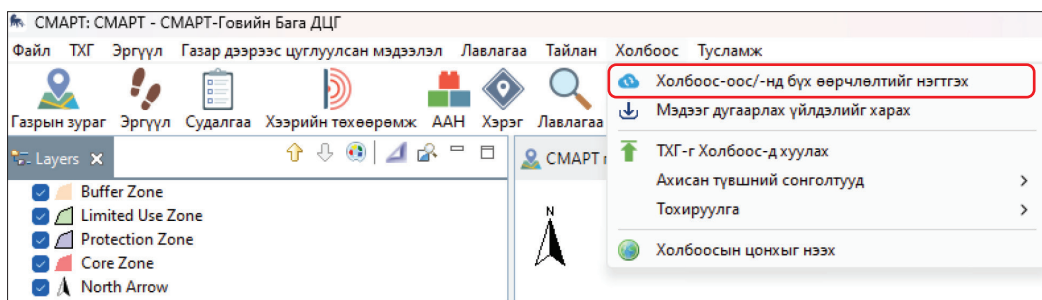 СМАРТ: СМАРТ - СМАРТ-Говийн Бага ДЦГ
Файл ТХГ Эргүүл Газар дээрээс цуглуулсан мэдээлэл Лавлагаа Тайлан Холбоос Тусламж
Газрын зураг Эргүүл Судалгаа Хээрийн төхөөрөмж ААН Хэрэг Лавлагаа
Холбоос-оос/-нд бүх өөрчлөлтийг нэгтгэх
Мэдээг дугаарлах үйлдэлийг харах
ТХГ-г Холбоос-д хуулах
Ахисан түвшний сонголтууд
Тохируулга
Холбоосын цонхыг нээх
Layers
СМАРТ
Buffer Zone
Limited Use Zone
Protection Zone
Core Zone
North Arrow
N